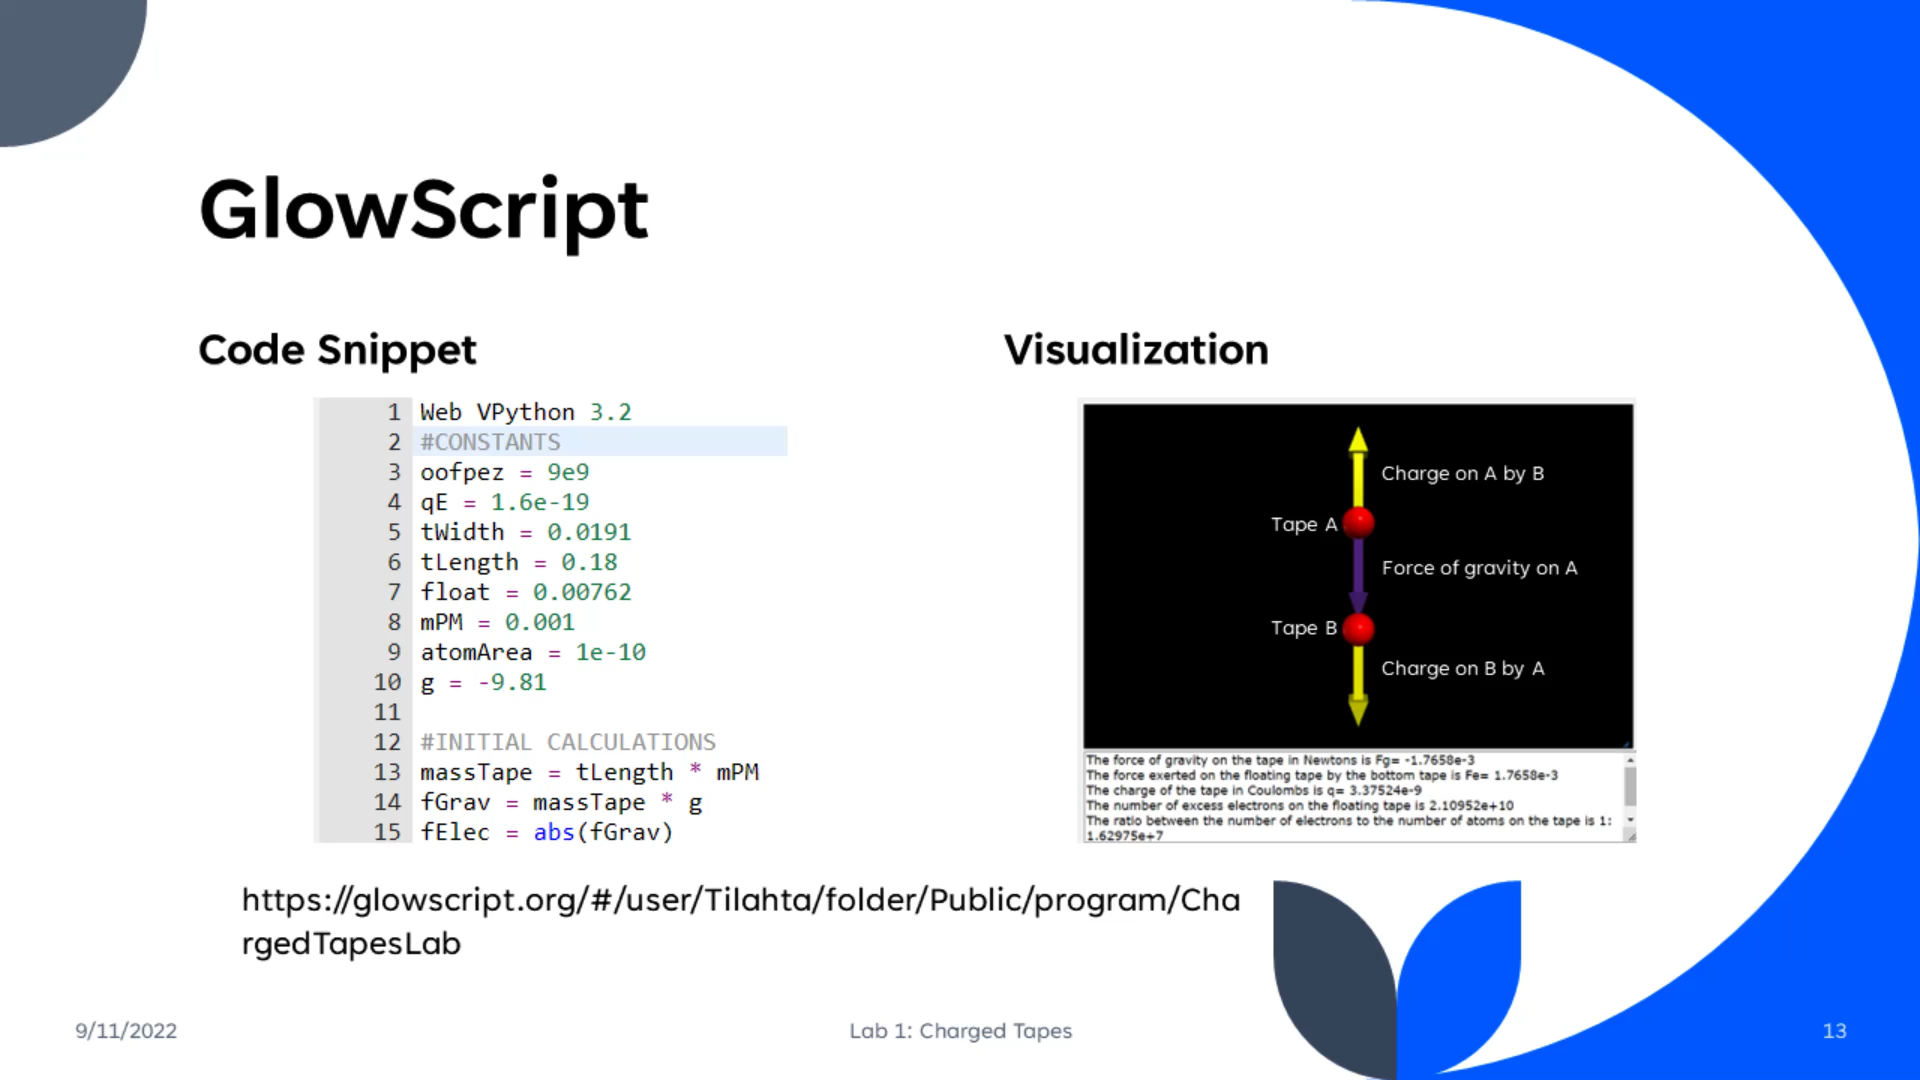 GlowScript
Code Snippet
1 Web VPython 3.2
2 #CONSTANTS
3 oofpez = 9e9
4 qE = 1.6e-19
5 tWidth = 0.0191
6 tLength = 0.18
7 float = 0.00762
8 mPM = 0.001
9 atomArea = 1e-10
10 g = -9.81
11
12 #INITIAL CALCULATIONS
13 massTape = tLength * mPM
14 fGrav = massTape * g
15 fElec = abs(fGrav)
Visualization
Charge on A by B
Tape A
Force of gravity on A
Tape B
Charge on B by A
The force of gravity on the tape in Newtons is Fg= -1.7658e-3
The force exerted on the floating tape by the bottom tape is Fe= 1.7658e-3
The charge of the tape in Coulombs is q= 3.37524e-9
The number of excess electrons on the floating tape is 2.10952e+10
The ratio between the number of electrons to the number of atoms on the tape is 1:
1.62975e+7
https://glowscript.org/#/user/Tilahta/folder/Public/program/Cha
rgedTapesLab
9/11/2022
Lab 1: Charged Tapes
13